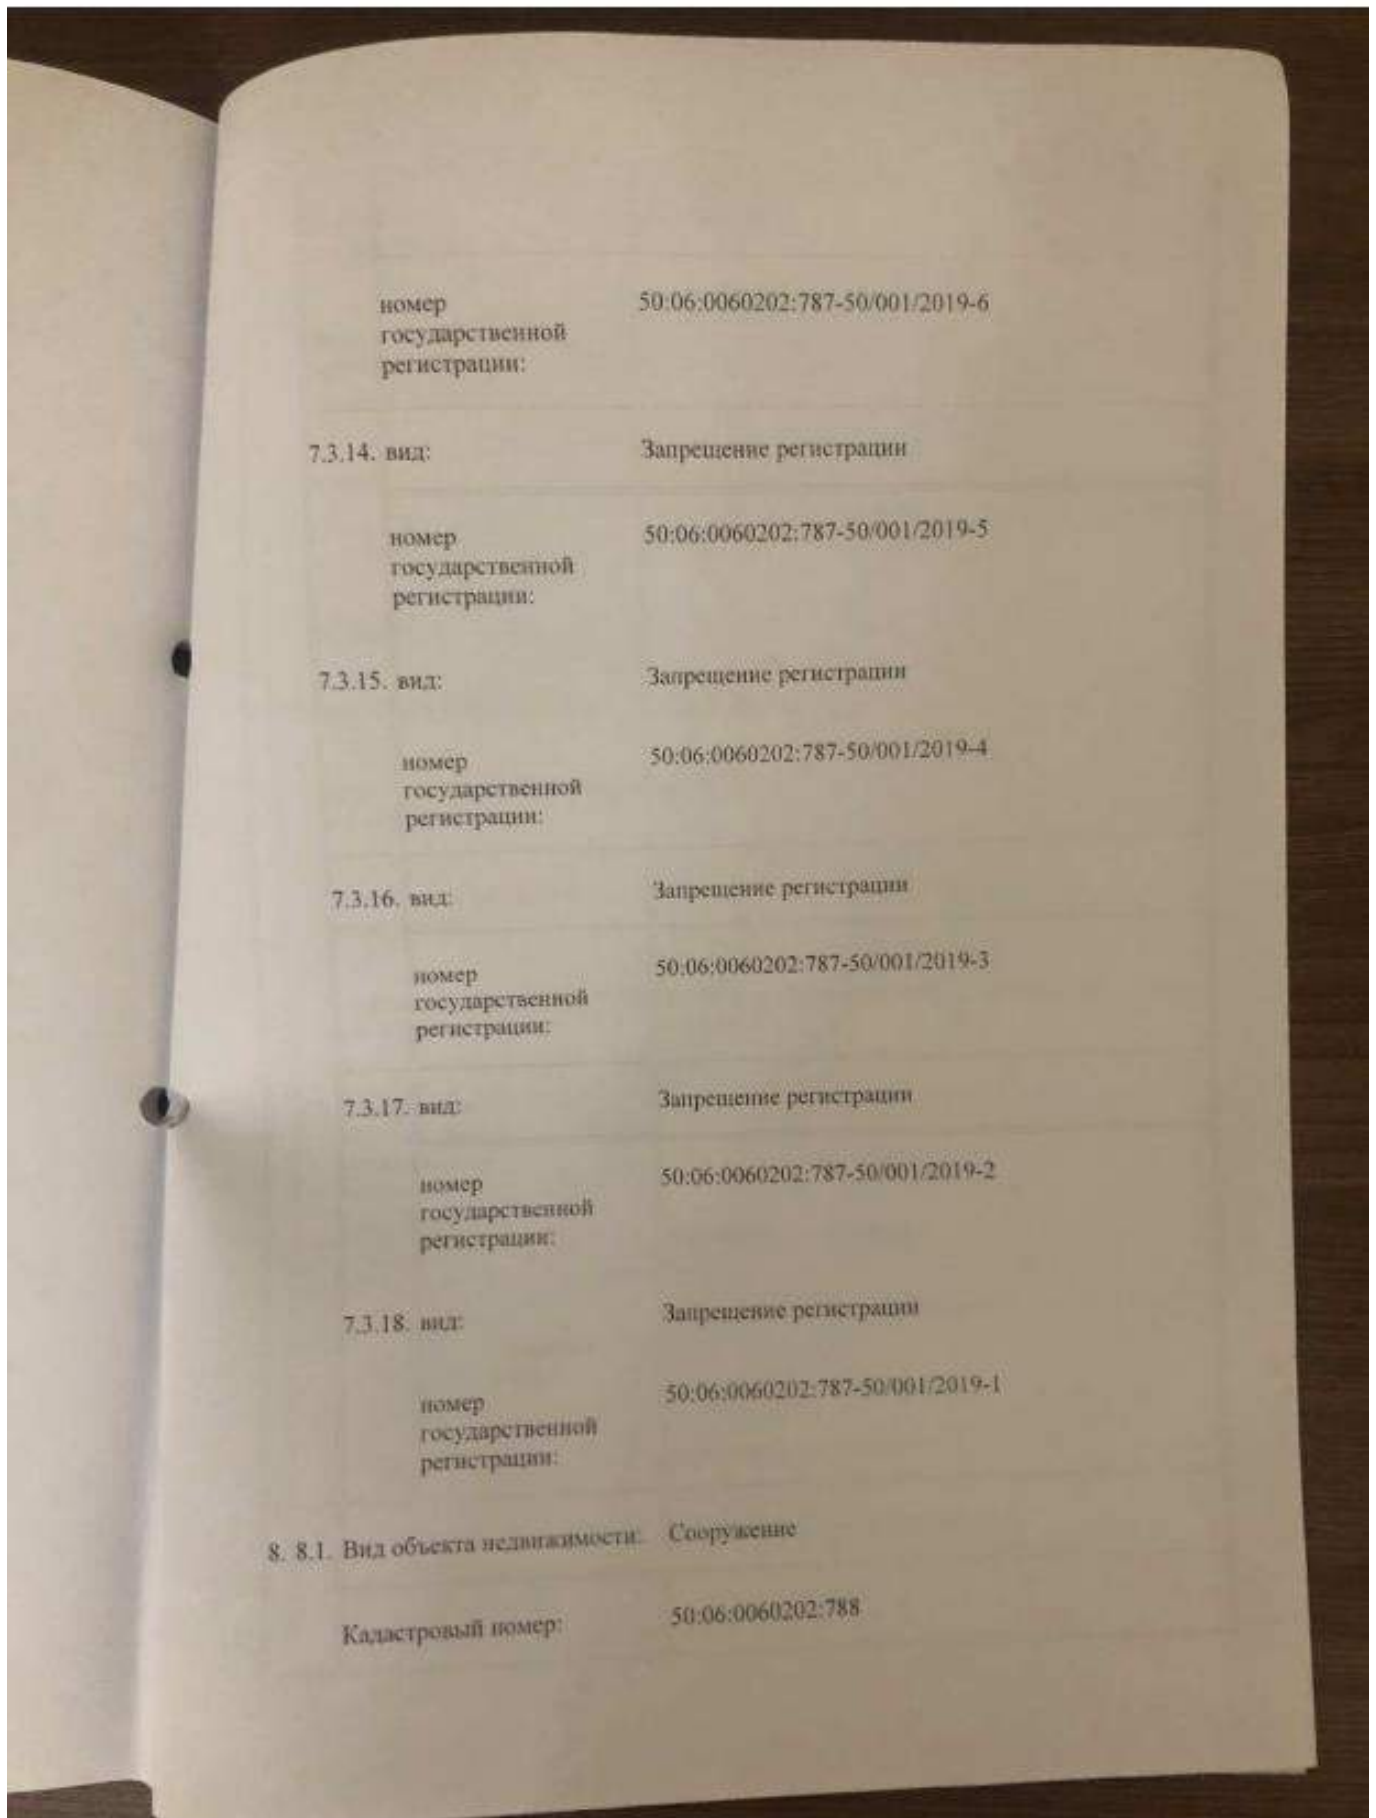 номер 50:06:0060202:787-50/001/2019-6
государственной
регистрации:
7.3.14. вид: Запрещение регистрации
номер 50:06:0060202:787-50/001/2019-5
государственной
регистрации:
7.3.15. вид: Запрещение регистрации
номер 50:06:0060202:787-50/001/2019-4
государственной
регистрации:
7.3.16. вид: Запрещение регистрации
номер 50:06:0060202:787-50/001/2019-3
государственной
регистрации:
7.3.17. вид: Запрещение регистрации
номер 50:06:0060202:787-50/001/2019-2
государственной
регистрации:
7.3.18. вид: Запрещение регистрации
номер 50:06:0060202:787-50/001/2019-1
государственной
регистрации:
8. 8.1. Вид объекта недвижимости: Сооружение
Кадастровый номер: 50:06:0060202:788